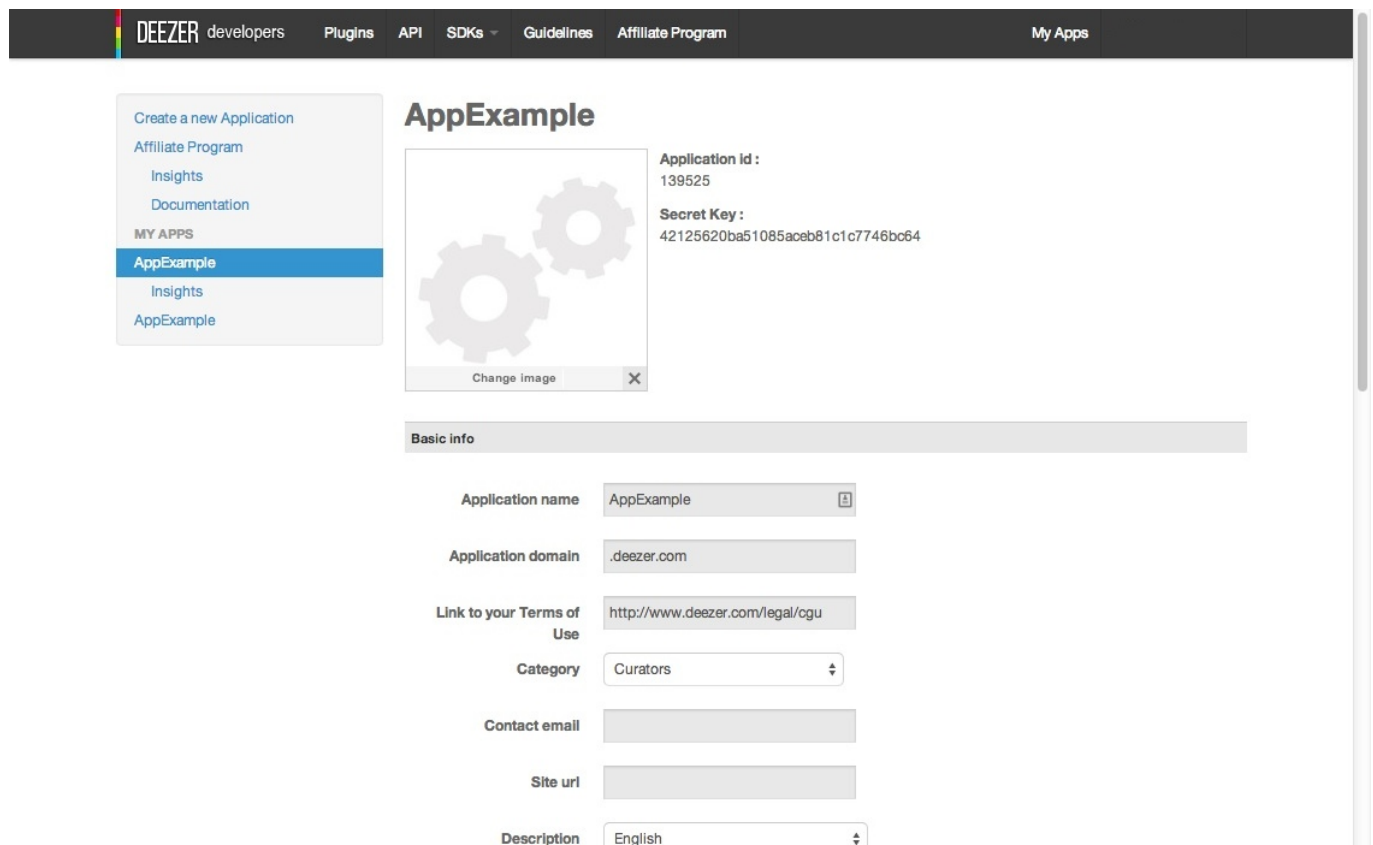 DEEZER developers Plugins API SDKs Guidelines Affiliate Program My Apps
Create a new Application
Affiliate Program
Insights
Documentation
MY APPS
AppExample
Insights
AppExample
AppExample
Application id :
139525
Secret Key :
42125620ba51085aceb81c1c7746bc64
Change image
Basic info
Application name AppExample
Application domain .deezer.com
Link to your Terms of http://www.deezer.com/legal/cgu
Use
Category Curators
Contact email
Site url
Description English